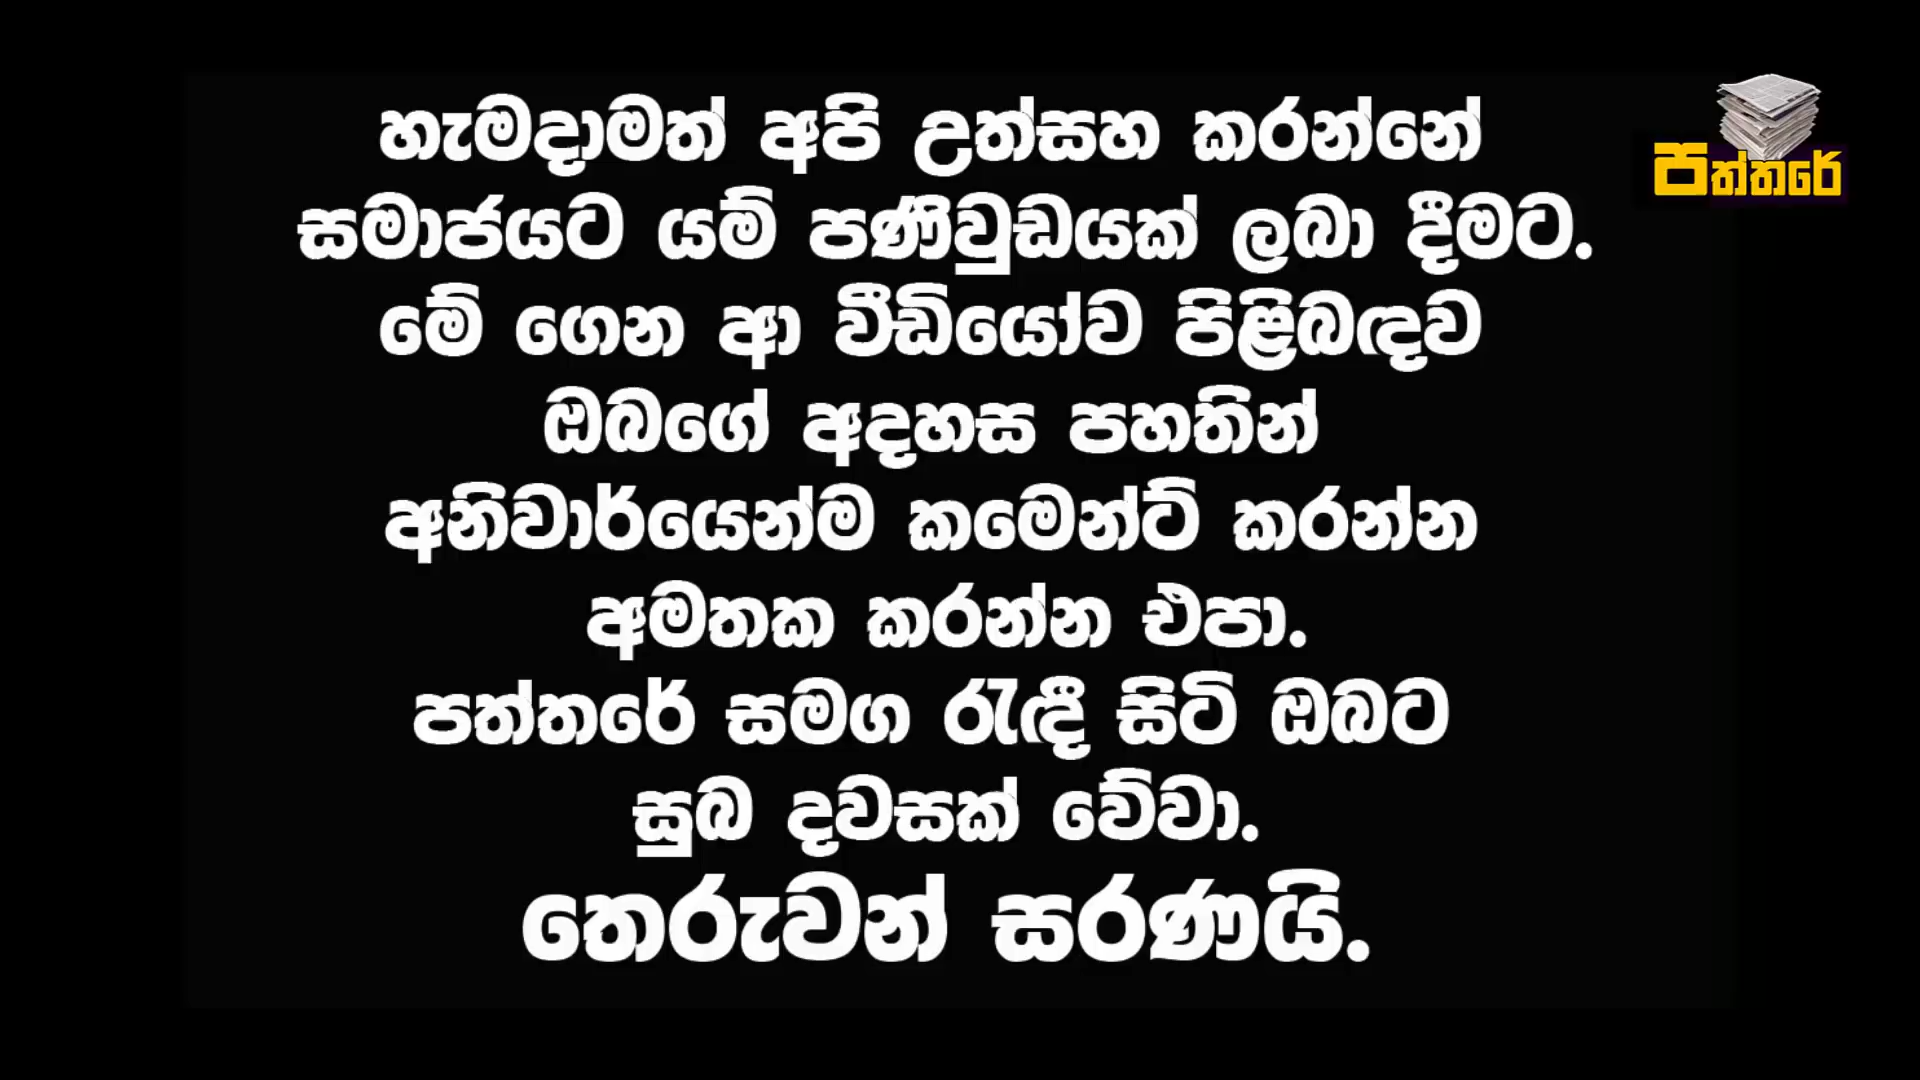 හැමදාමත් අපි උත්සහ කරන්නේ
සමාජයට යම් පණිවුඩයක් ලබා දීමට.
මේ ගෙන ආ වීඩියෝව පිළිබඳව
ඔබගේ අදහස පහතින්
අනිවාර්යෙන්ම කමෙන්ට් කරන්න
අමතක කරන්න එපා.
පත්තරේ සමග රැඳී සිටි ඔබට
සුබ දවසක් වේවා.
තෙරුවන් සරණයි.
පත්තරේ